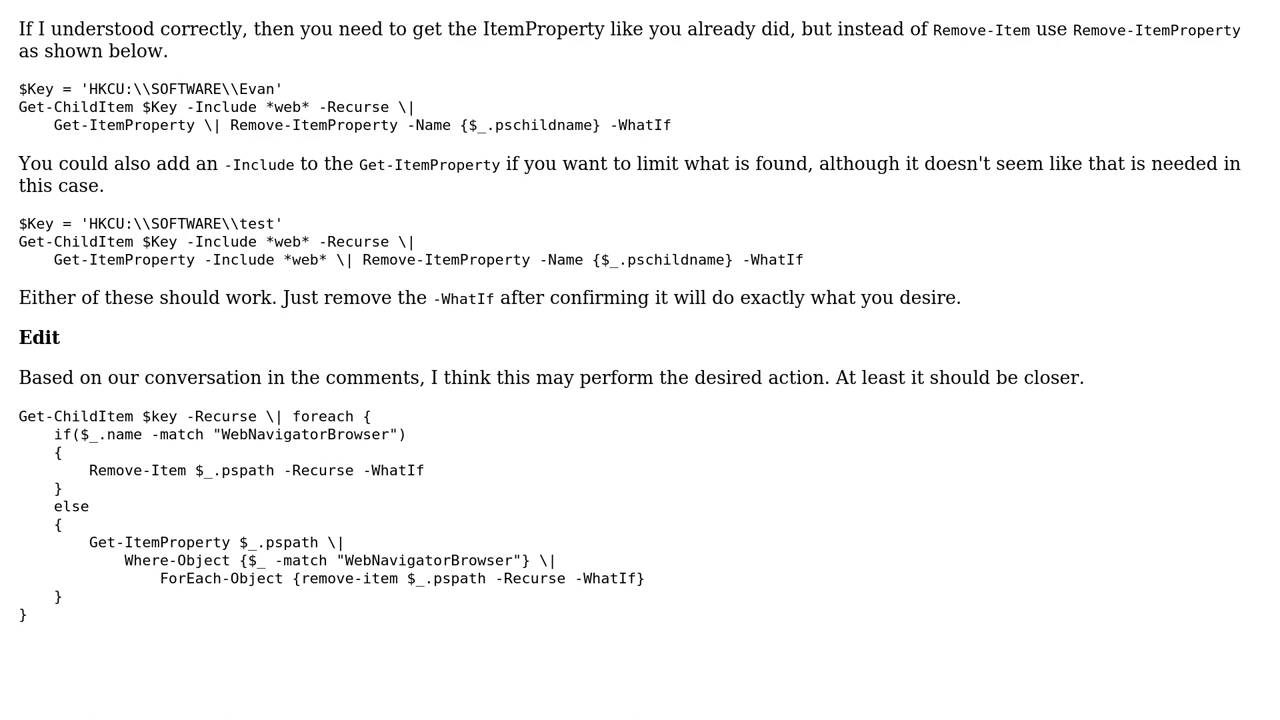 If I understood correctly, then you need to get the ItemProperty like you already did, but instead of Remove-Item use Remove-ItemProperty
as shown below.
$Key = 'HKCU:\\SOFTWARE\\Evan'
Get-ChildItem $Key -Include *web* -Recurse \|
    Get-ItemProperty \| Remove-ItemProperty -Name {$_.pschildname} -WhatIf
You could also add an -Include to the Get-ItemProperty if you want to limit what is found, although it doesn't seem like that is needed in
this case.
$Key = 'HKCU:\\SOFTWARE\\test'
Get-ChildItem $Key -Include *web* -Recurse \|
    Get-ItemProperty -Include *web* \| Remove-ItemProperty -Name {$_.pschildname} -WhatIf
Either of these should work. Just remove the -WhatIf after confirming it will do exactly what you desire.
Edit
Based on our conversation in the comments, I think this may perform the desired action. At least it should be closer.
Get-ChildItem $key -Recurse \| foreach {
    if($_.name -match "WebNavigatorBrowser")
    {
        Remove-Item $_.pspath -Recurse -WhatIf
    }
    else
    {
        Get-ItemProperty $_.pspath \|
            Where-Object {$_ -match "WebNavigatorBrowser"} \|
                ForEach-Object {remove-item $_.pspath -Recurse -WhatIf}
    }
}